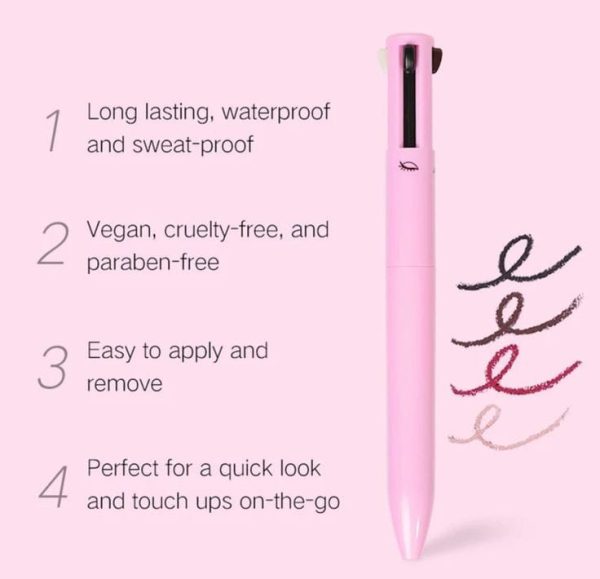 1
Long lasting, waterproof
and sweat-proof
2
Vegan, cruelty-free, and
paraben-free
3
Easy to apply and
remove
4
Perfect for a quick look
and touch ups on-the-go